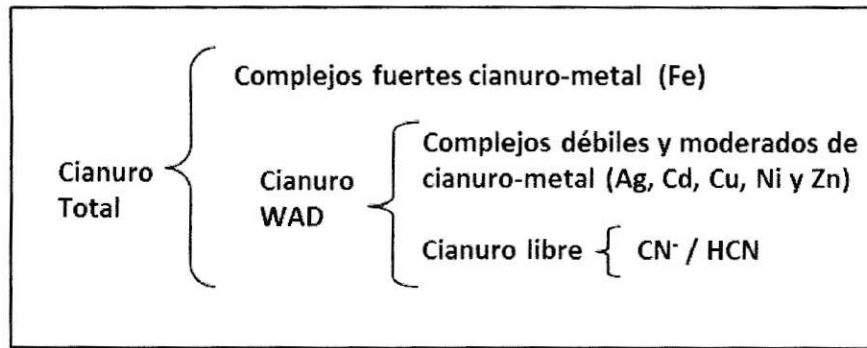 Complejos fuertes cianuro-metal (Fe)
Cianuro
Total
Cianuro
WAD
Complejos débiles y moderados de
cianuro-metal (Ag, Cd, Cu, Ni y Zn)
Cianuro libre { CN- / HCN